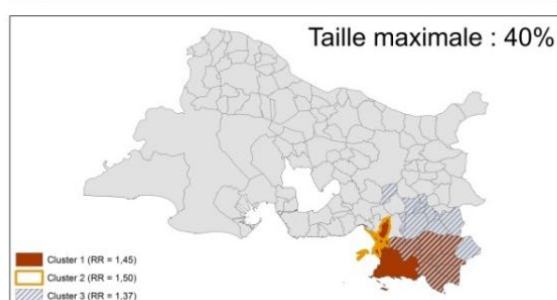 Taille maximale : 40%
Cluster 1 (RR = 1,45)
Cluster 2 (RR = 1,50)
Cluster 3 (RR = 1,37)